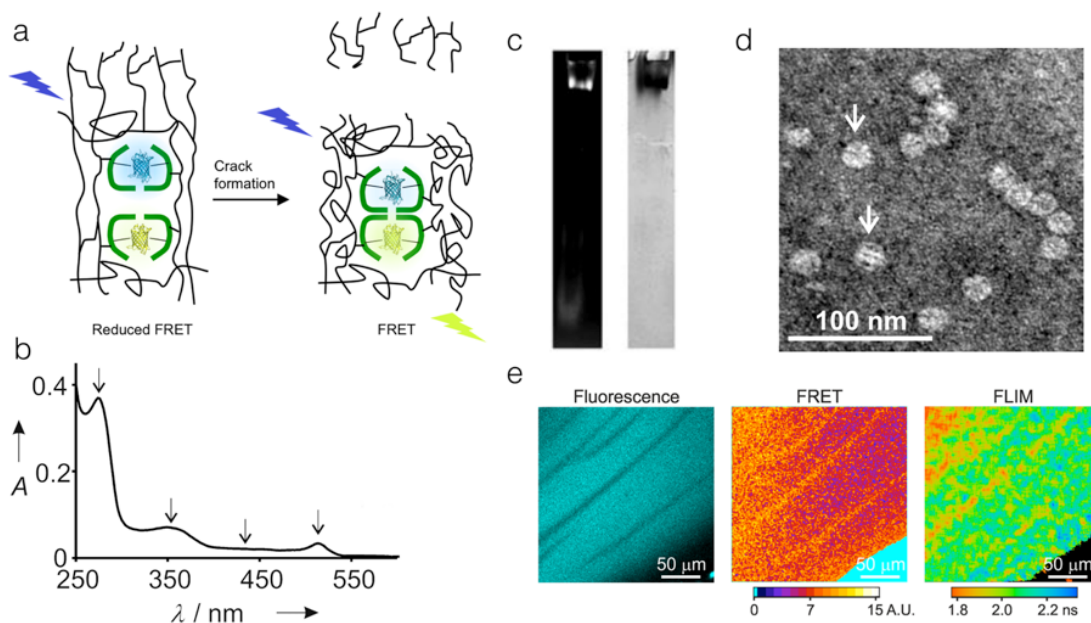 a
Crack
formation
Reduced FRET
FRET
b
0.4
0.2
0
A
250
350
450
550
λ / nm
c
d
100 nm
e
Fluorescence
FRET
FLIM
50 μm
50 μm
50 μm
0
7
15 A.U.
1.8
2.0
2.2 ns